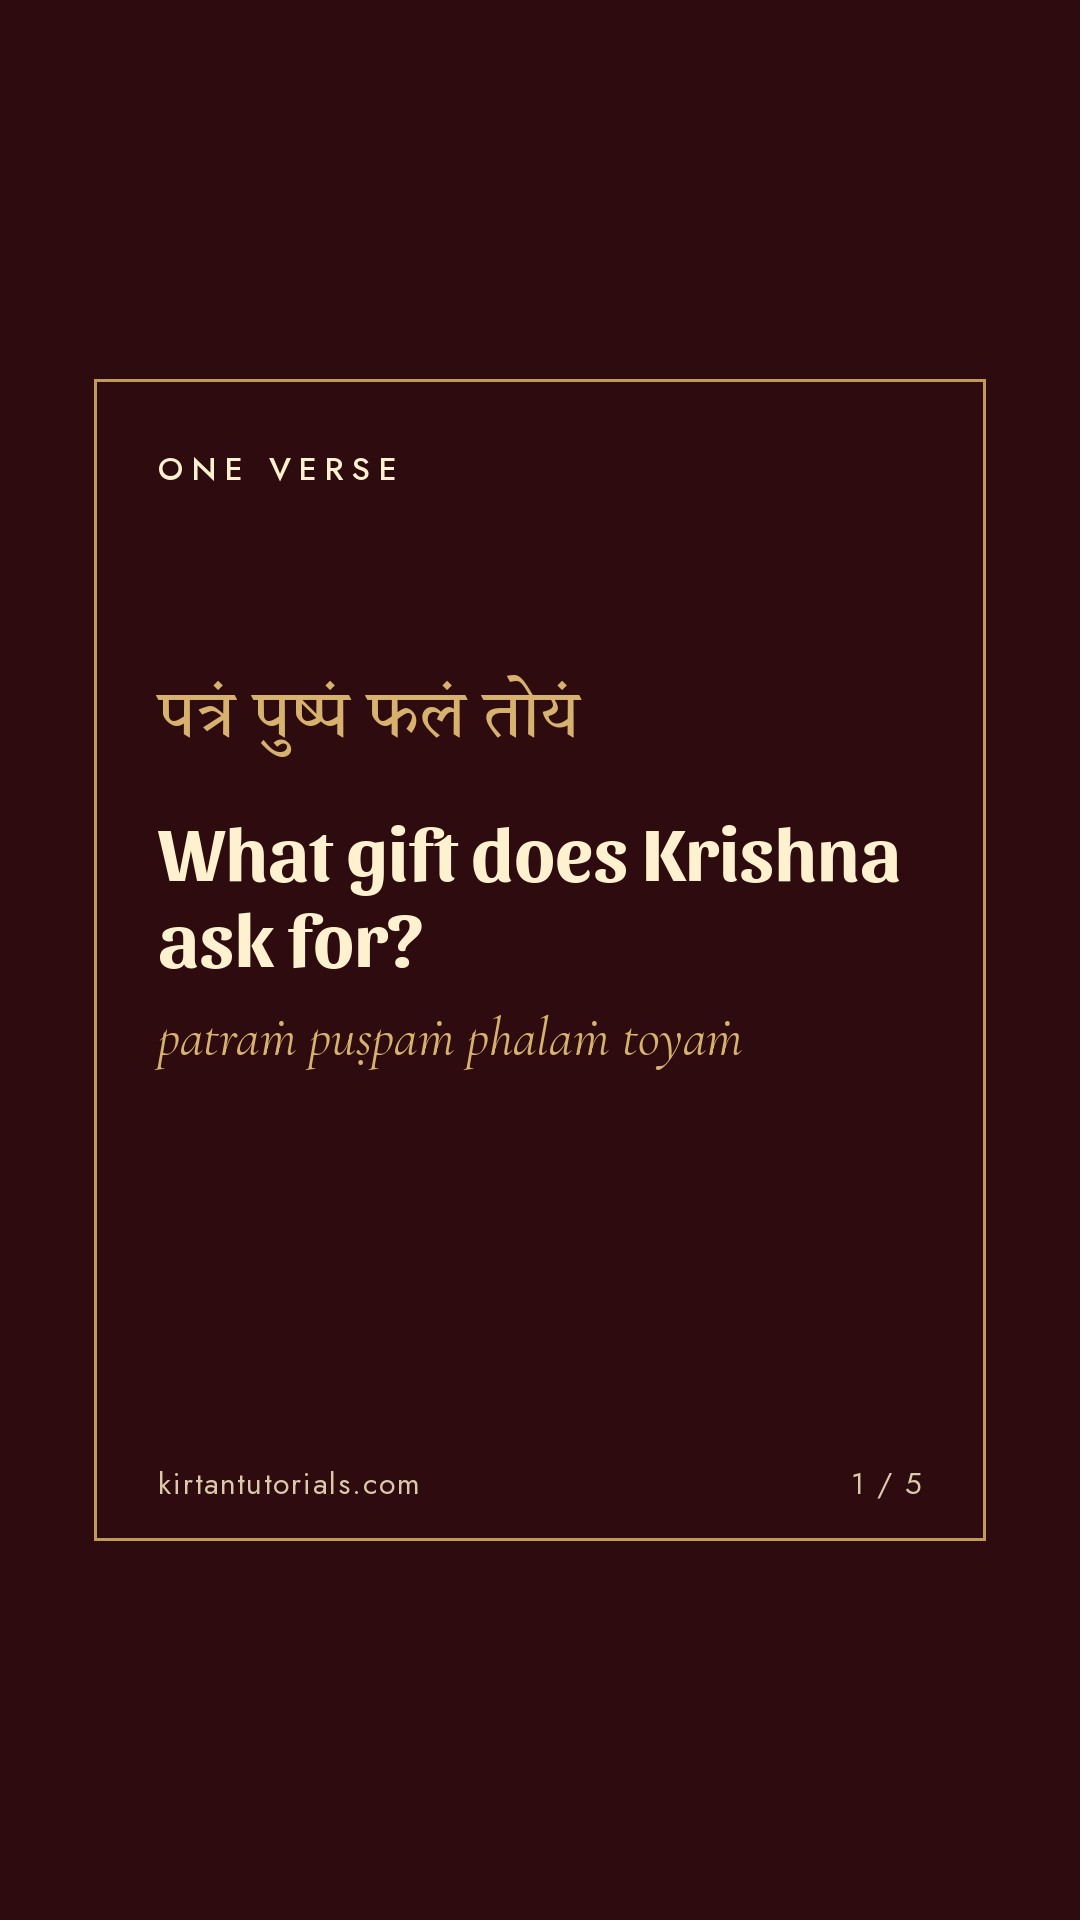 ONE VERSE
पत्रं पुष्पं फलं तोयं
What gift does Krishna
ask for?
patraṁ puṣpaṁ phalaṁ toyaṁ
kirtantutorials.com
1 / 5